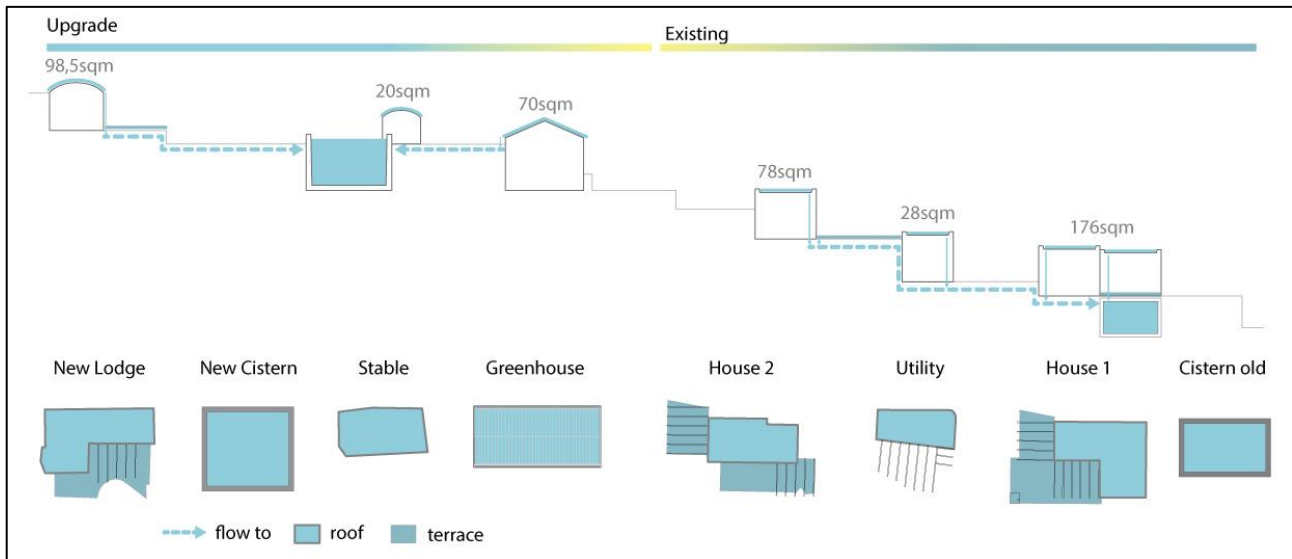 Upgrade
Existing
98,5sqm
20sqm
70sqm
78sqm
28sqm
176sqm
New Lodge
New Cistern
Stable
Greenhouse
House 2
Utility
House 1
Cistern old
flow to
roof
terrace